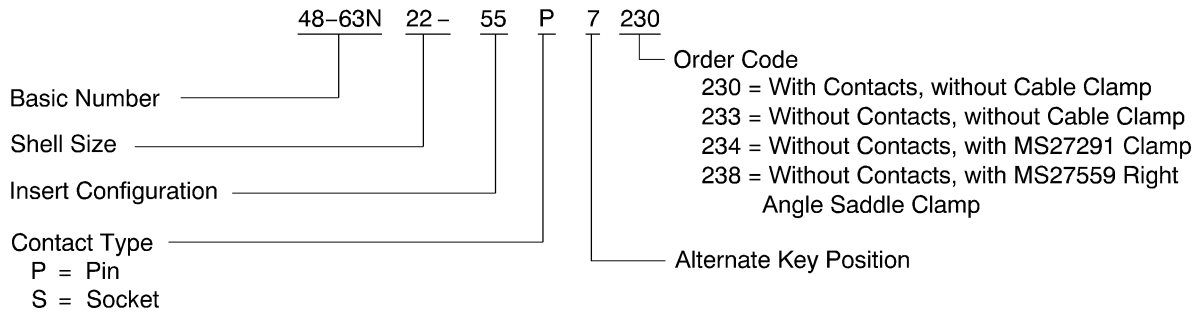 48–63N 22 – 55 P 7 230
Order Code
230 = With Contacts, without Cable Clamp
233 = Without Contacts, without Cable Clamp
234 = Without Contacts, with MS27291 Clamp
238 = Without Contacts, with MS27559 Right
Angle Saddle Clamp
Basic Number
Shell Size
Insert Configuration
Contact Type
P = Pin
S = Socket
Alternate Key Position